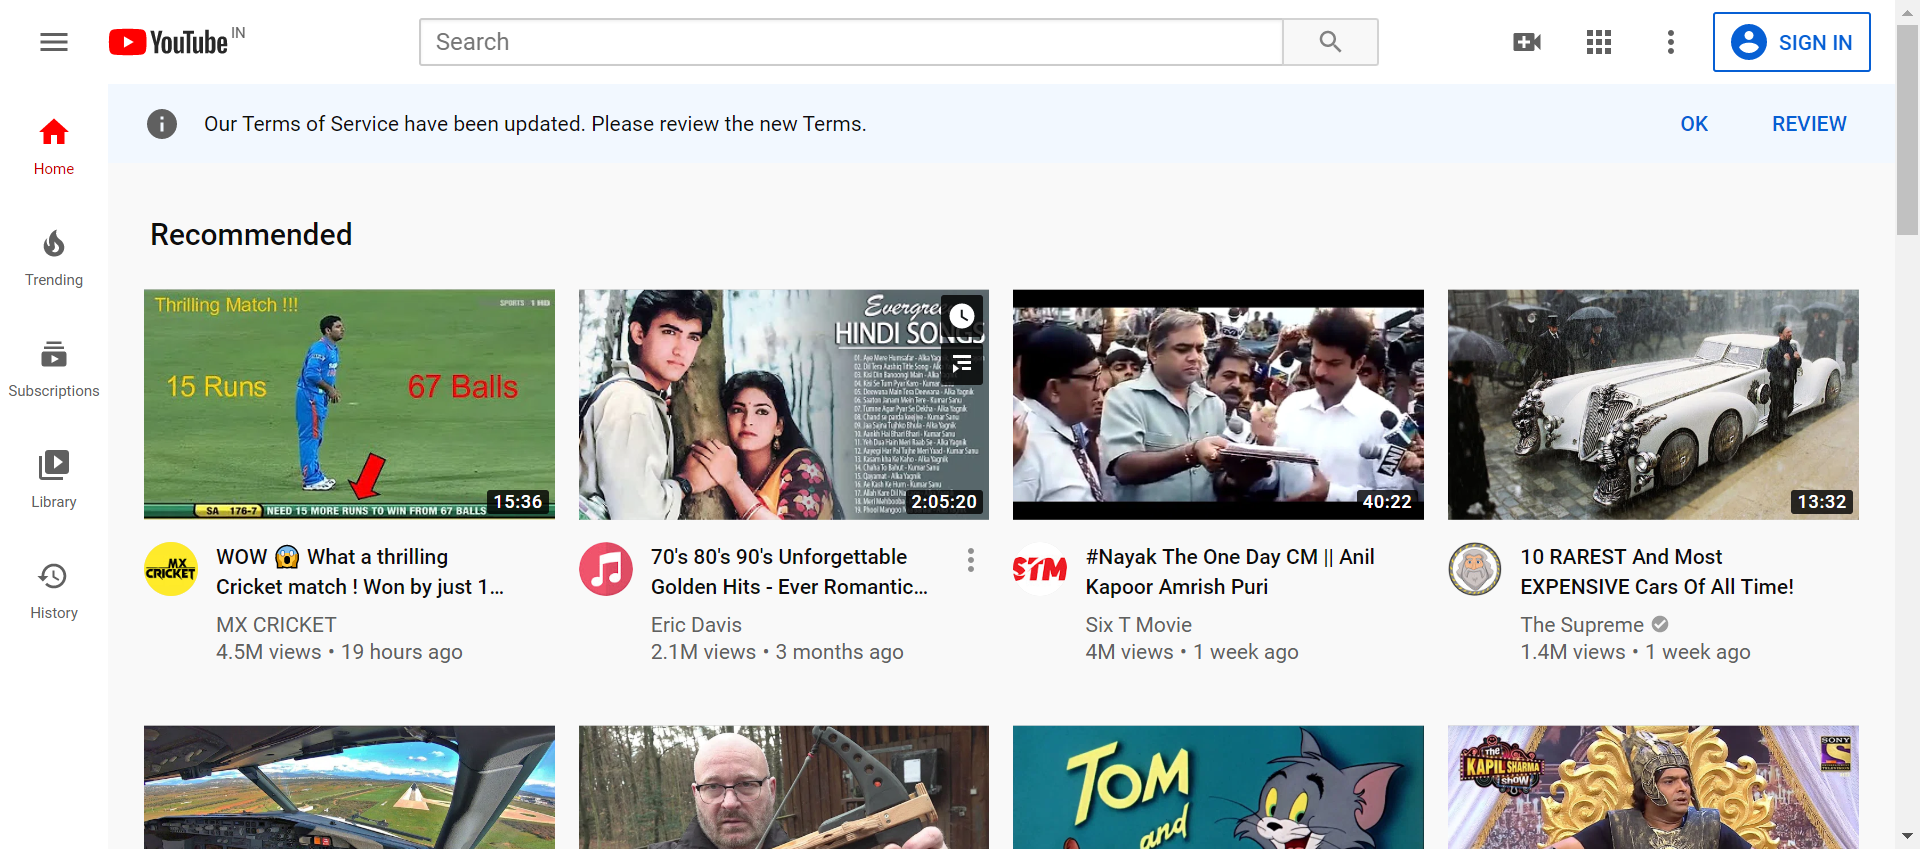 YouTube IN
Search
SIGN IN
Our Terms of Service have been updated. Please review the new Terms.
OK
REVIEW
Home
Trending
Subscriptions
Library
History
Recommended
Thrilling Match !!!
15 Runs
67 Balls
SA 176-7 NEED 15 MORE RUNS TO WIN FROM 67 BALLS
15:36
WOW 😱 What a thrilling
Cricket match ! Won by just 1...
MX CRICKET
MX CRICKET
4.5M views • 19 hours ago
HINDI SONGS
2:05:20
70's 80's 90's Unforgettable
Golden Hits - Ever Romantic...
Eric Davis
2.1M views • 3 months ago
ANI
40:22
STM
#Nayak The One Day CM || Anil
Kapoor Amrish Puri
Six T Movie
4M views • 1 week ago
13:32
10 RAREST And Most
EXPENSIVE Cars Of All Time!
The Supreme
1.4M views • 1 week ago
TOM
and
The
KAPIL SHARMA
Show
SONY